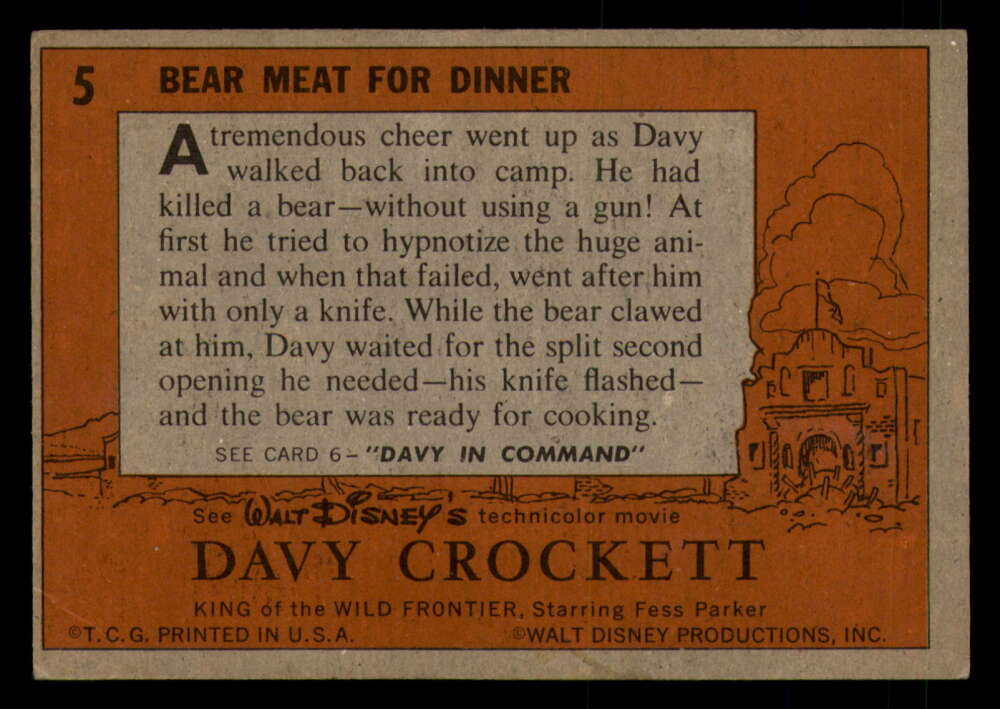 5 BEAR MEAT FOR DINNER
A tremendous cheer went up as Davy
walked back into camp. He had
killed a bear—without using a gun! At
first he tried to hypnotize the huge ani-
mal and when that failed, went after him
with only a knife. While the bear clawed
at him, Davy waited for the split second
opening he needed—his knife flashed—
and the bear was ready for cooking.
SEE CARD 6—"DAVY IN COMMAND"
See WALT DISNEY'S technicolor movie
DAVY CROCKETT
KING of the WILD FRONTIER, Starring Fess Parker
©T.C.G. PRINTED IN U.S.A. ©WALT DISNEY PRODUCTIONS, INC.